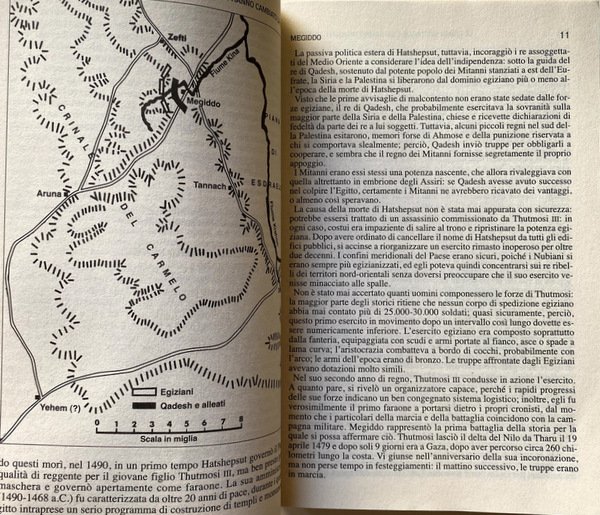 ANNO CAMBIATO
Zefti
Fiume Kina
Megiddo
CRINALE
PIANA
DI
ESDRAEL
Aruna
Tannach
DEL CARMELO
Yehem (?)
Egiziani
Qadesh e alleati
0 1 2 3 4 5 6 7 8
Scala in miglia
do questi morì, nel 1490, in un primo tempo Hatshepsut governò
qualità di reggente per il giovane figlio Thutmosi III, ma ben presto
maschera e governò apertamente come faraone. La sua
(1490-1468 a.C.) fu caratterizzata da oltre 20 anni di pace, durante i
gitto intraprese un serio programma di costruzione di templi e
MEGIDDO
11
La passiva politica estera di Hatshepsut, tuttavia, incoraggiò i re assoggetta-
ti del Medio Oriente a considerare l'idea dell'indipendenza: sotto la guida del
re di Qadesh, sostenuto dal potente popolo dei Mitanni stanziati a est dell'Eu-
frate, la Siria e la Palestina si liberarono dal dominio egiziano più o meno al-
l'epoca della morte di Hatshepsut.
Visto che le prime avvisaglie di malcontento non erano state sedate dalle for-
ze egiziane, il re di Qadesh, che probabilmente esercitava la sovranità sulla
maggior parte della Siria e della Palestina, chiese e ricevette dichiarazioni di
fedeltà da parte dei re a lui soggetti. Tuttavia, alcuni piccoli regni nel sud del-
la Palestina esitarono, memori forse di Ahmose e della punizione riservata a
chi si comportava slealmente; perciò, Qadesh inviò truppe per obbligarli a
cooperare, e sembra che il regno dei Mitanni fornisse segretamente il proprio
appoggio.
I Mitanni erano essi stessi una potenza nascente, che allora rivaleggiava con
quella altrettanto in embrione degli Assiri: se Qadesh avesse avuto successo
nel colpire l'Egitto, certamente i Mitanni ne avrebbero ricavato dei vantaggi,
o almeno così speravano.
La causa della morte di Hatshepsut non è stata mai appurata con sicurezza:
potrebbe essersi trattato di un assassinio commissionato da Thutmosi III: in
ogni caso, costui era impaziente di salire al trono e ripristinare la potenza egi-
ziana. Dopo avere ordinato di cancellare il nome di Hatshepsut da tutti gli edi-
fici pubblici, si accinse a riorganizzare un esercito rimasto inoperoso per oltre
due decenni. I confini meridionali del Paese erano sicuri, poiché i Nubiani si
erano sempre più egizianizzati, ed egli poteva quindi concentrarsi sui re ribel-
li dei territori nord-orientali senza doversi preoccupare che il suo esercito ve-
nisse minacciato alle spalle.
Non è stato mai accertato quanti uomini componessero le forze di Thutmosi:
la maggior parte degli storici ritiene che nessun corpo di spedizione egiziano
abbia mai contato più di 25.000-30.000 soldati; quasi sicuramente, perciò,
questo primo esercito in movimento dopo un intervallo così lungo dovette es-
sere numericamente inferiore. L'esercito egiziano era composto soprattutto
dalla fanteria, equipaggiata con scudi e armi portate al fianco, asce o spade a
lama curva; l'aristocrazia combatteva a bordo di cocchi, probabilmente con
l'arco; le armi dell'epoca erano di bronzo. Le truppe affrontate dagli Egiziani
avevano dotazioni molto simili.
Nel suo secondo anno di regno, Thutmosi III condusse in azione l'esercito.
A quanto pare, si rivelò un organizzatore capace, perché i rapidi progressi
delle sue forze indicano un ben congegnato sistema logistico; inoltre, egli fu
verosimilmente il primo faraone a portarsi dietro i propri cronisti, dal mo-
mento che i particolari della marcia e della battaglia coincidono con la cam-
pagna militare. Megiddo rappresentò la prima battaglia della storia per la
quale si possa affermare ciò. Thutmosi lasciò il delta del Nilo da Tharu il 19
aprile 1479 e dopo soli 9 giorni era a Gaza, dopo aver percorso circa 260 chi-
lometri lungo la costa. Vi giunse nell'anniversario della sua incoronazione,
ma non perse tempo in festeggiamenti: il mattino successivo, le truppe erano
in marcia.